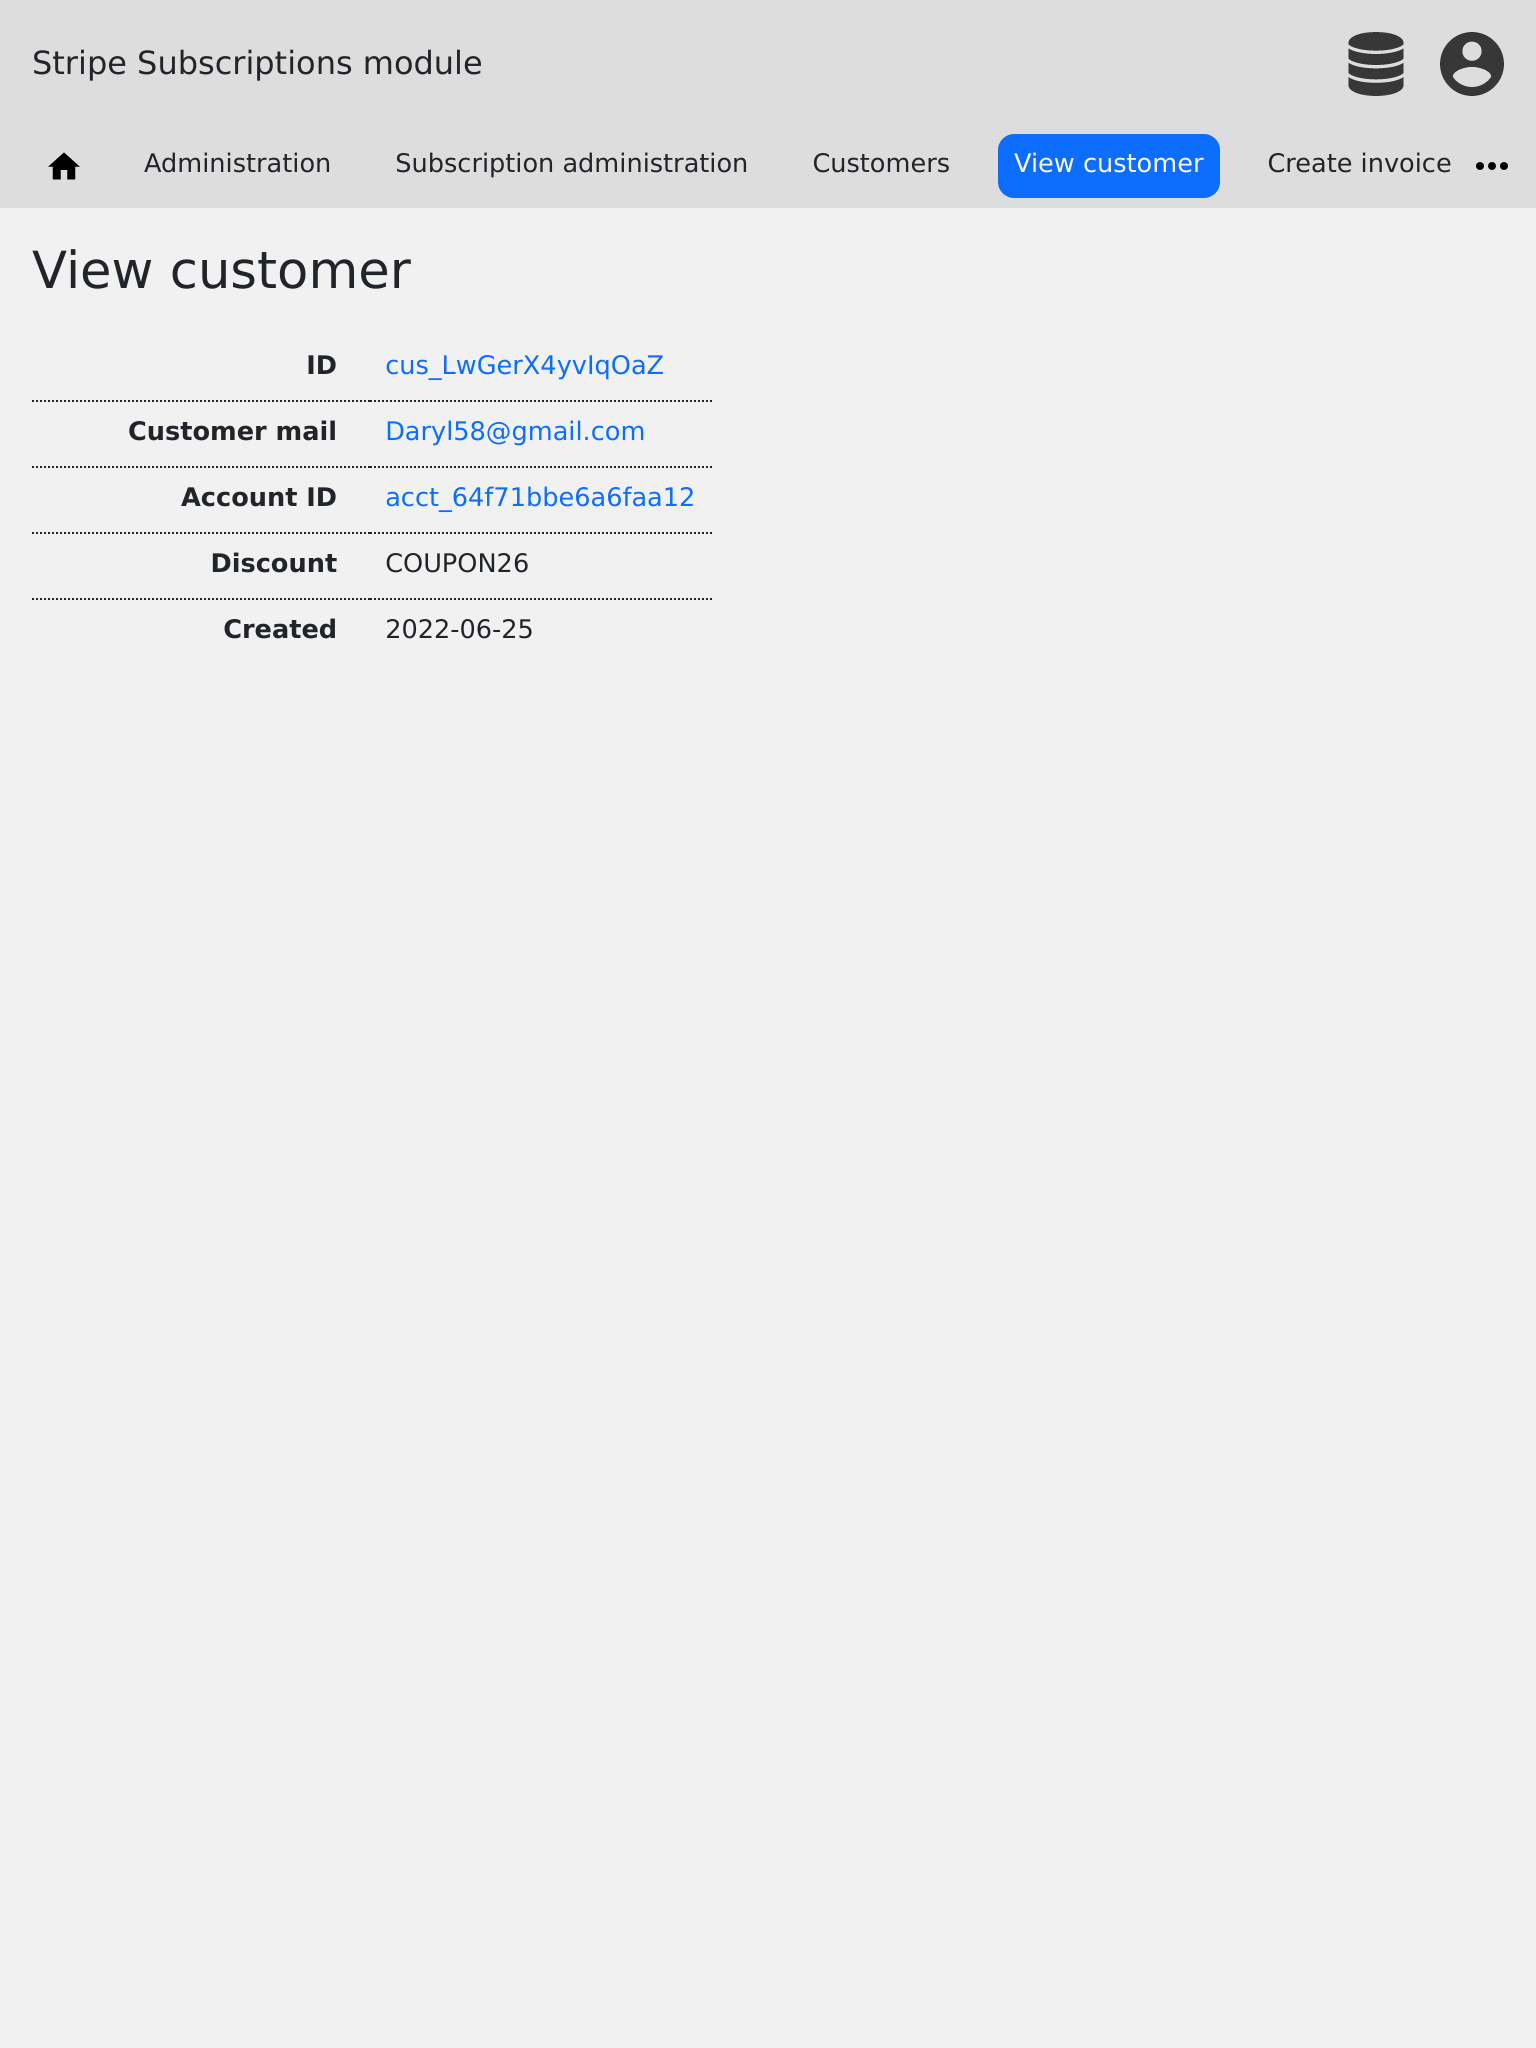 Stripe Subscriptions module
Administration Subscription administration Customers View customer Create invoice
View customer
ID cus_LwGerX4yvIqOaZ
Customer mail Daryl58@gmail.com
Account ID acct_64f71bbe6a6faa12
Discount COUPON26
Created 2022-06-25